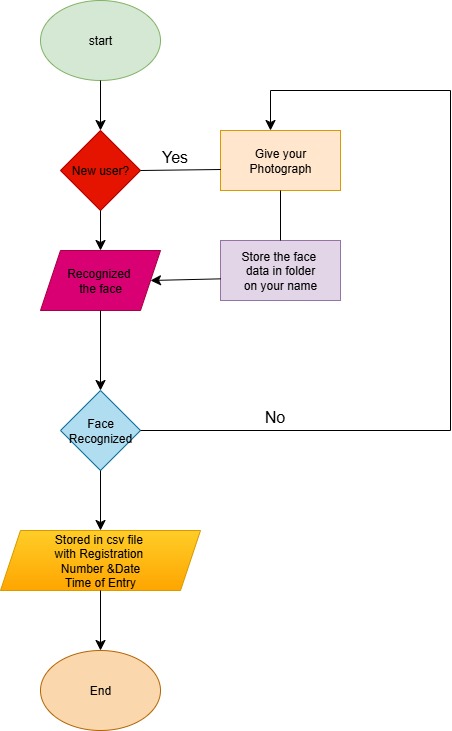 start
New user?
Yes
Give your
Photograph
Recognized
the face
Store the face
data in folder
on your name
Face
Recognized
No
Stored in csv file
with Registration
Number &Date
Time of Entry
End